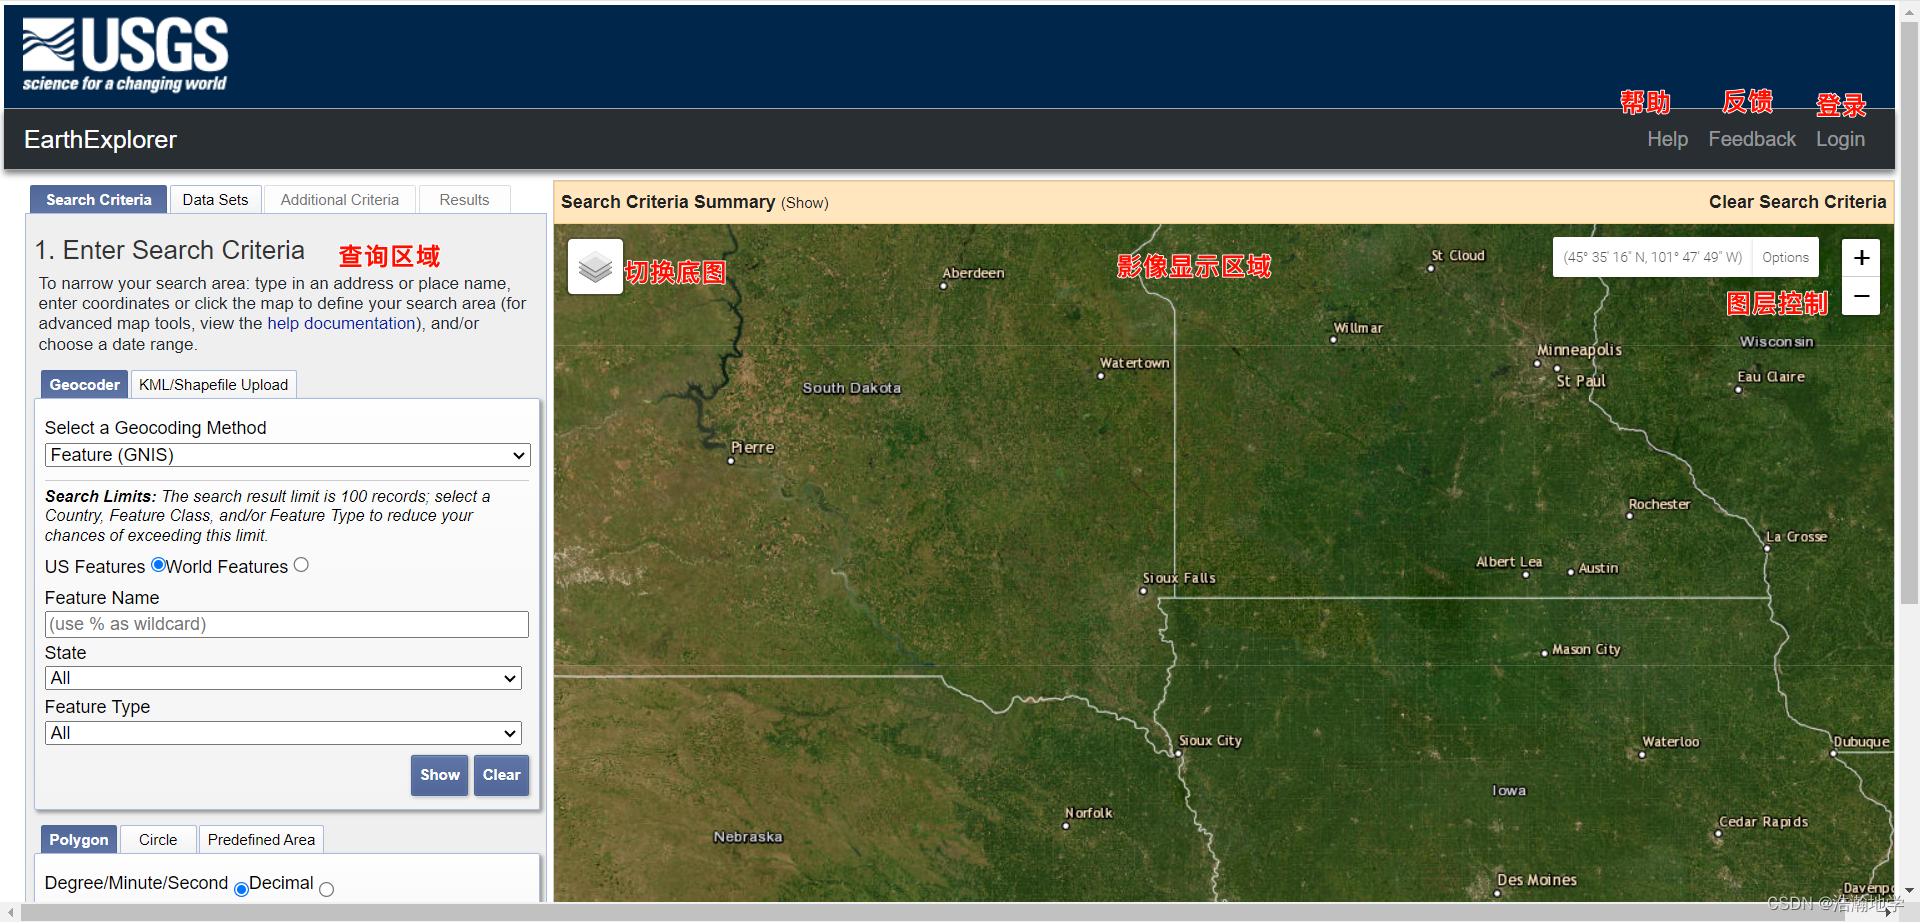 USGS
science for a changing world
帮助 反馈 登录
EarthExplorer
Help Feedback Login
Search Criteria Data Sets Additional Criteria Results
Search Criteria Summary (Show)
Clear Search Criteria
1. Enter Search Criteria
查询区域
To narrow your search area: type in an address or place name,
enter coordinates or click the map to define your search area (for
advanced map tools, view the help documentation), and/or
choose a date range.
Geocoder KML/Shapefile Upload
Select a Geocoding Method
Feature (GNIS)
Search Limits: The search result limit is 100 records; select a
Country, Feature Class, and/or Feature Type to reduce your
chances of exceeding this limit.
US Features World Features
Feature Name
(use % as wildcard)
State
All
Feature Type
All
Show Clear
Polygon Circle Predefined Area
Degree/Minute/Second Decimal
切换底图
影像显示区域
(45° 35' 16" N, 101° 47' 49" W) Options
+
−
图层控制
St Cloud
Aberdeen
Willmar
Wisconsin
Minneapolis
Watertown
Eau Claire
St Paul
South Dakota
Pierre
Rochester
La Crosse
Albert Lea
Austin
Sioux Falls
Mason City
Sioux City
Waterloo
Dubuque
Iowa
Norfolk
Cedar Rapids
Nebraska
Des Moines
Davenpo
CSDN @浩瀚地学